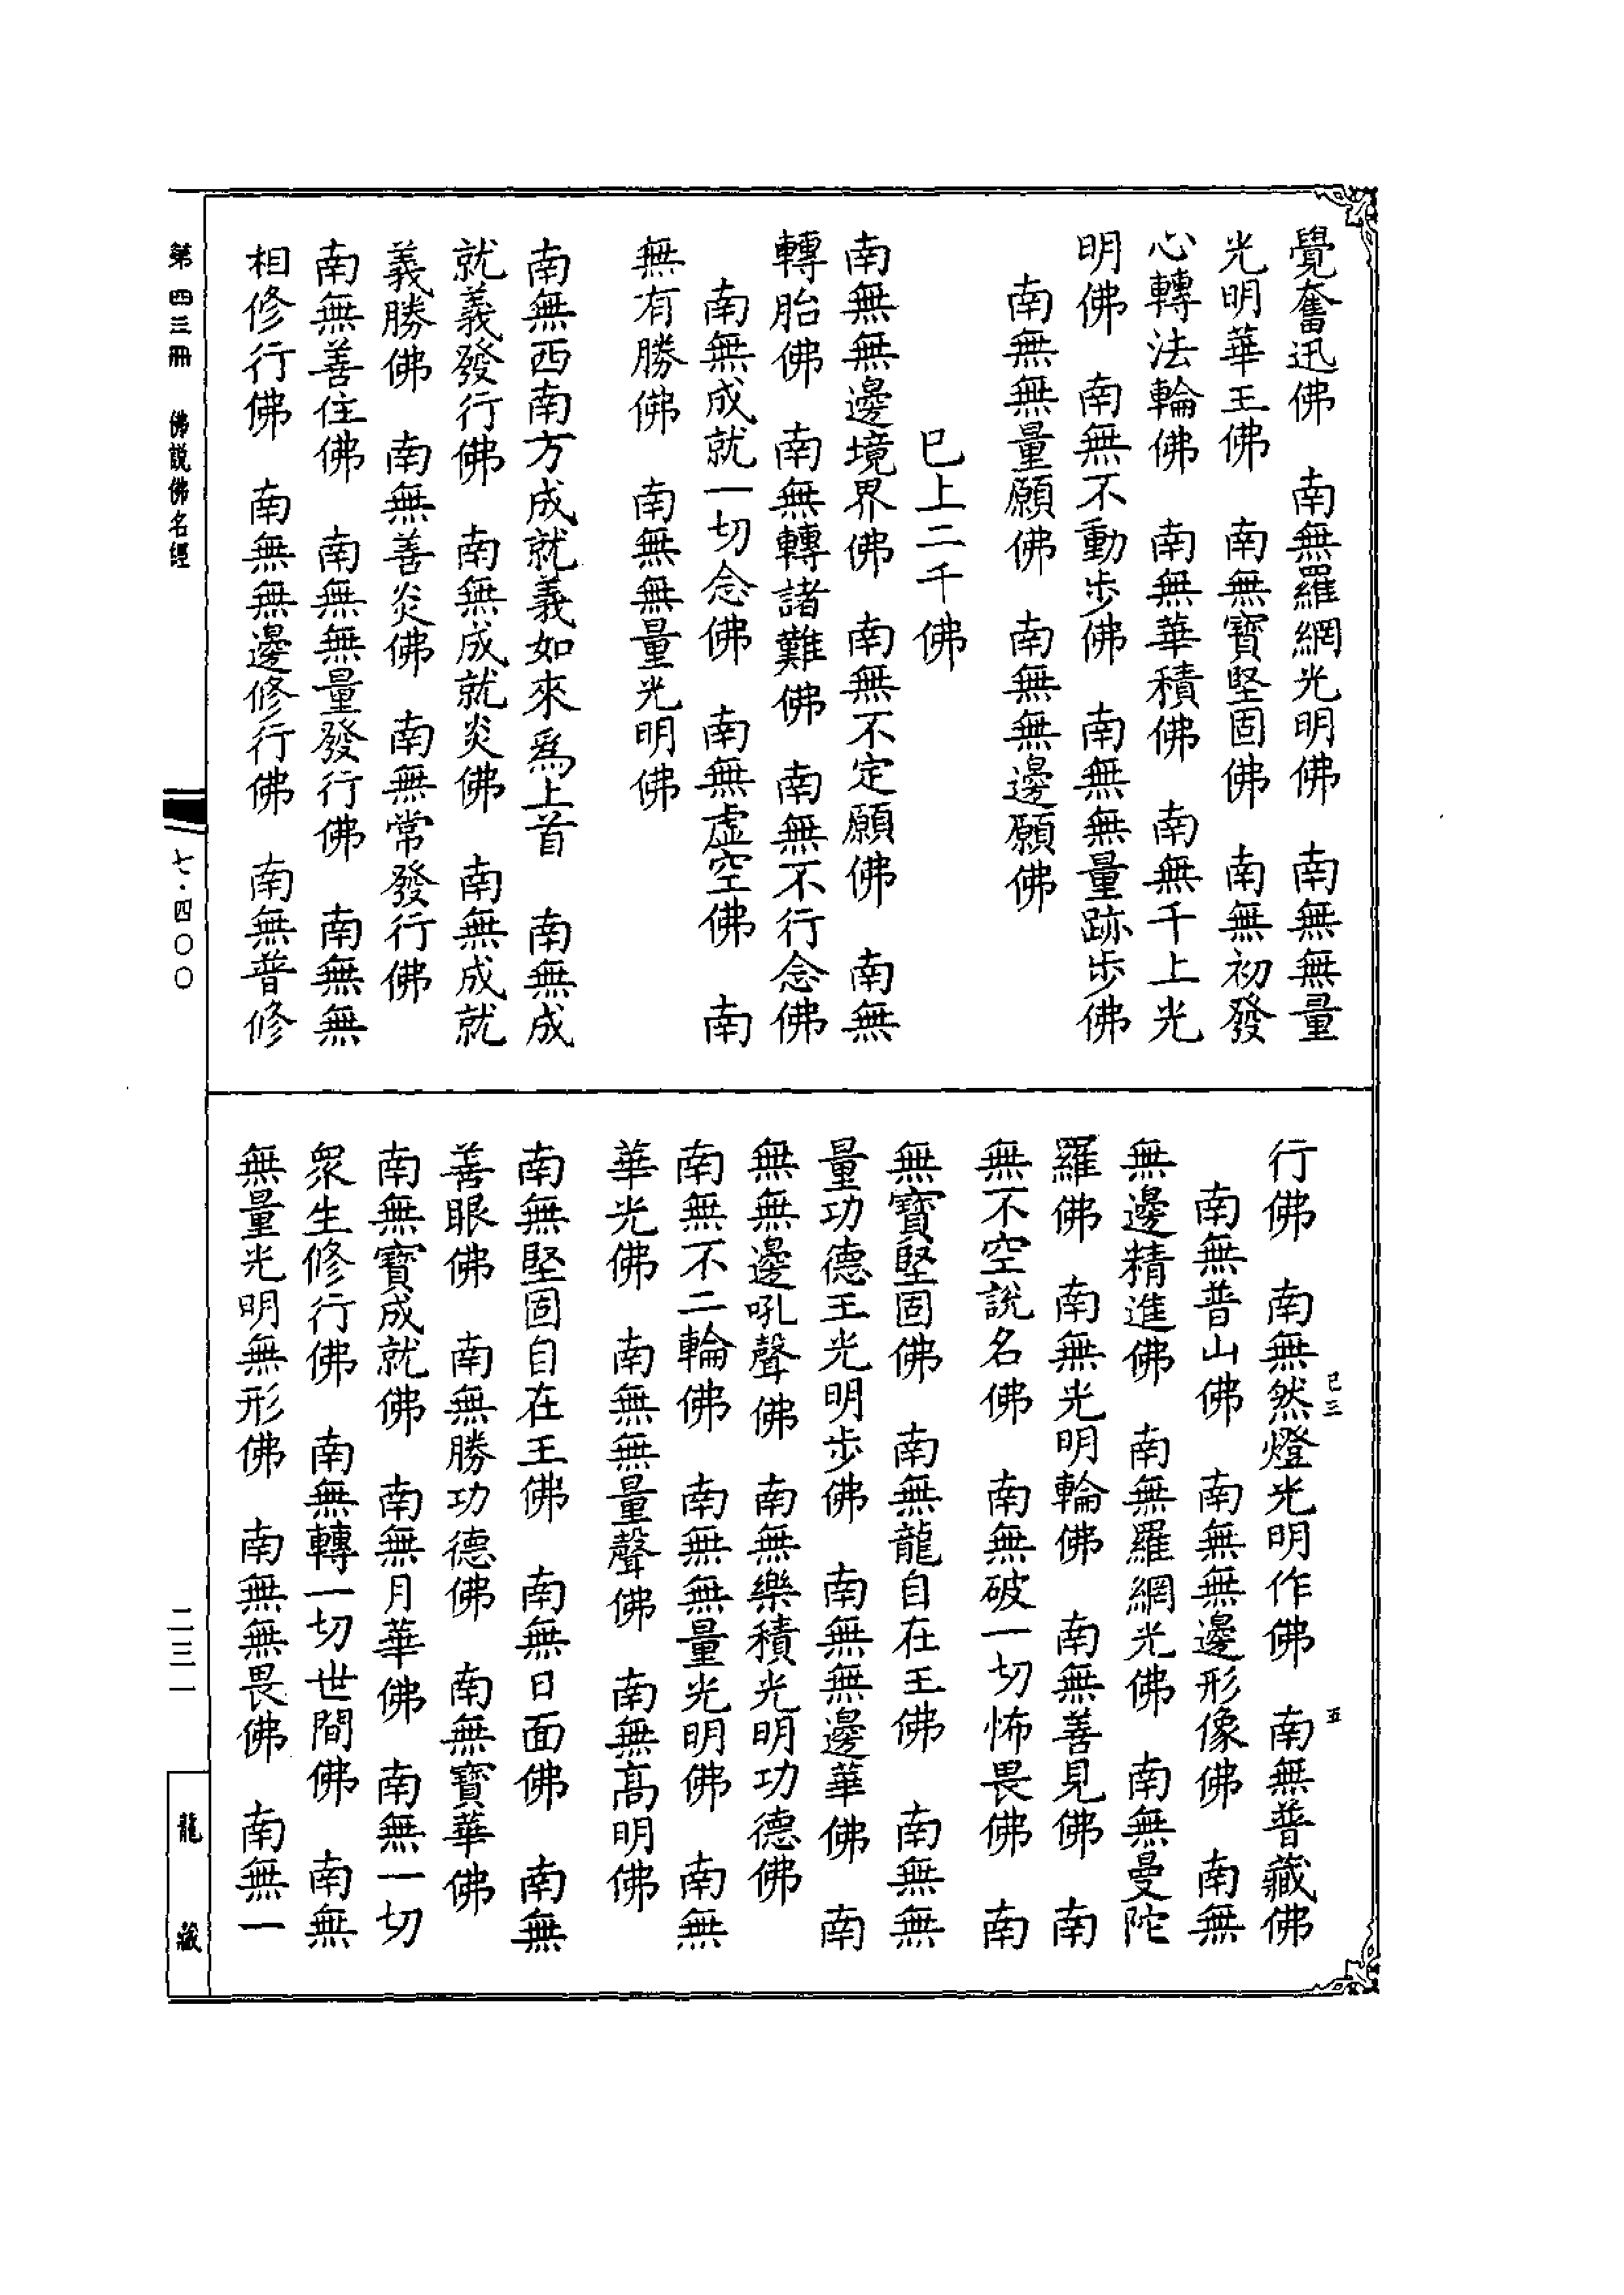 覺奮迅佛　南無羅網光明佛　南無無量
光明華王佛　南無寶堅固佛　南無初發
心轉法輪佛　南無華積佛　南無千上光
明佛　南無不動步佛　南無無量跡步佛
南無無量願佛　南無無邊願佛
已上二千佛
南無無邊境界佛　南無不定願佛　南無
轉胎佛　南無轉諸難佛　南無不行念佛
南無成就一切念佛　南無虛空佛　南
無有勝佛　南無無量光明佛
南無西南方成就義如來爲上首　南無成
就義發行佛　南無成就炎佛　南無成就
義勝佛　南無善炎佛　南無常發行佛
南無善住佛　南無無量發行佛　南無無
相修行佛　南無無邊修行佛　南無普修
行佛　南無然燈光明作佛　南無普藏佛
已三
五
南無普山佛　南無無邊形像佛　南無
無邊精進佛　南無羅網光佛　南無曼陀
羅佛　南無光明輪佛　南無善見佛　南
無不空說名佛　南無破一切怖畏佛　南
無寶堅固佛　南無龍自在王佛　南無無
量功德王光明步佛　南無無邊華佛　南
無無邊吼聲佛　南無樂積光明功德佛
南無不二輪佛　南無無量光明佛　南無
華光佛　南無無量聲佛　南無高明佛
南無堅固自在王佛　南無日面佛　南無
善眼佛　南無勝功德佛　南無寶華佛
南無寶成就佛　南無月華佛　南無一切
眾生修行佛　南無轉一切世間佛　南無
無量光明無形佛　南無無畏佛　南無一
第四三冊　佛說佛名經
七·四〇〇
二三一
龍藏